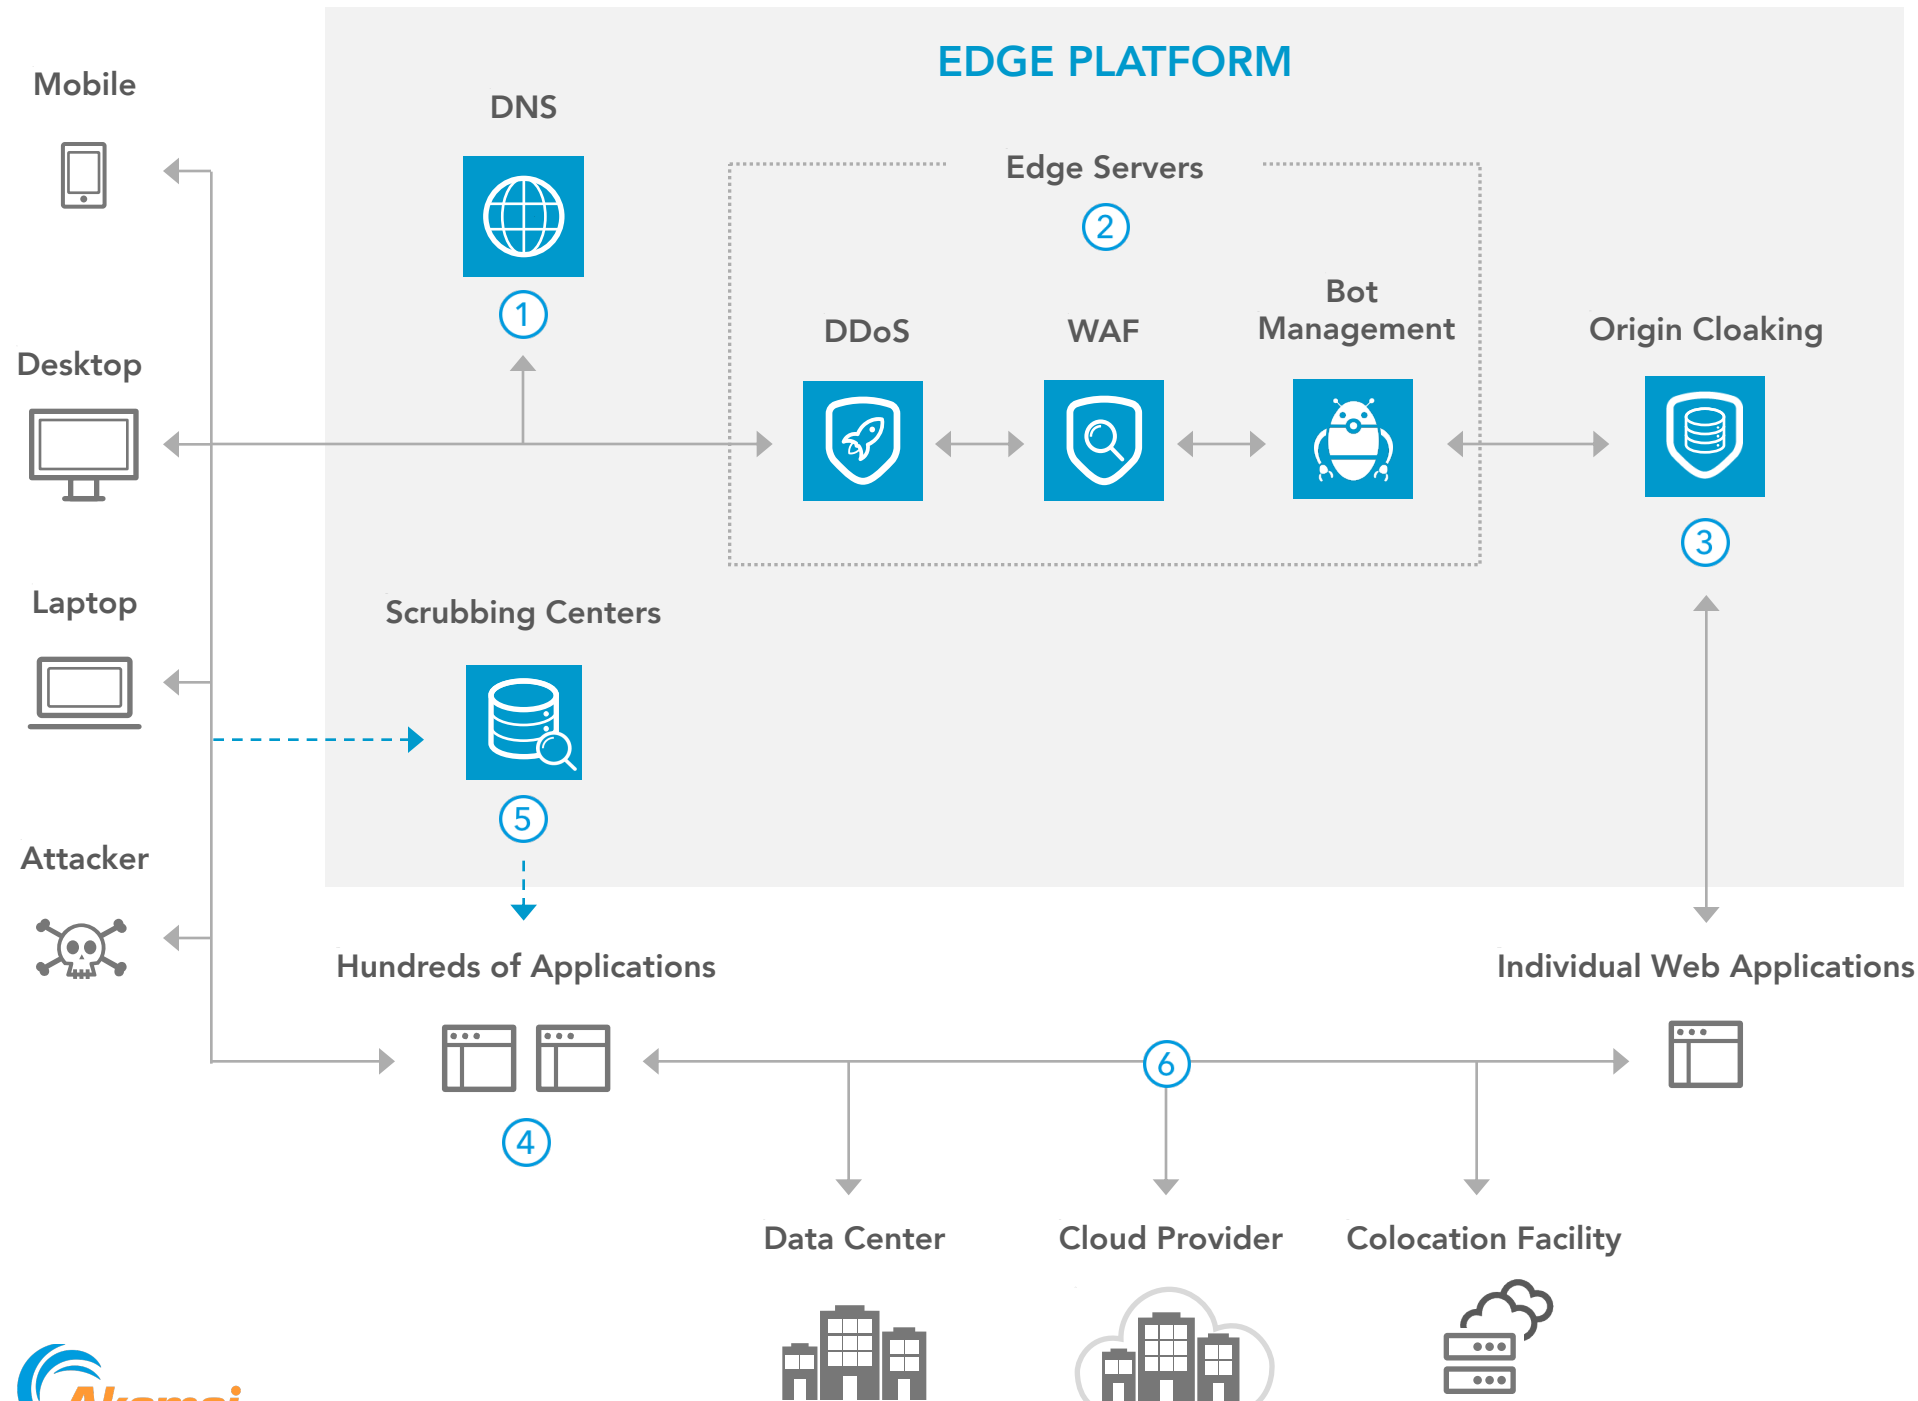 EDGE PLATFORM
Mobile
DNS
Edge Servers
2
1
Bot
Management
DDoS
WAF
Origin Cloaking
Desktop
3
Laptop
Scrubbing Centers
5
Attacker
Hundreds of Applications
Individual Web Applications
6
4
Data Center
Cloud Provider
Colocation Facility
Akamai